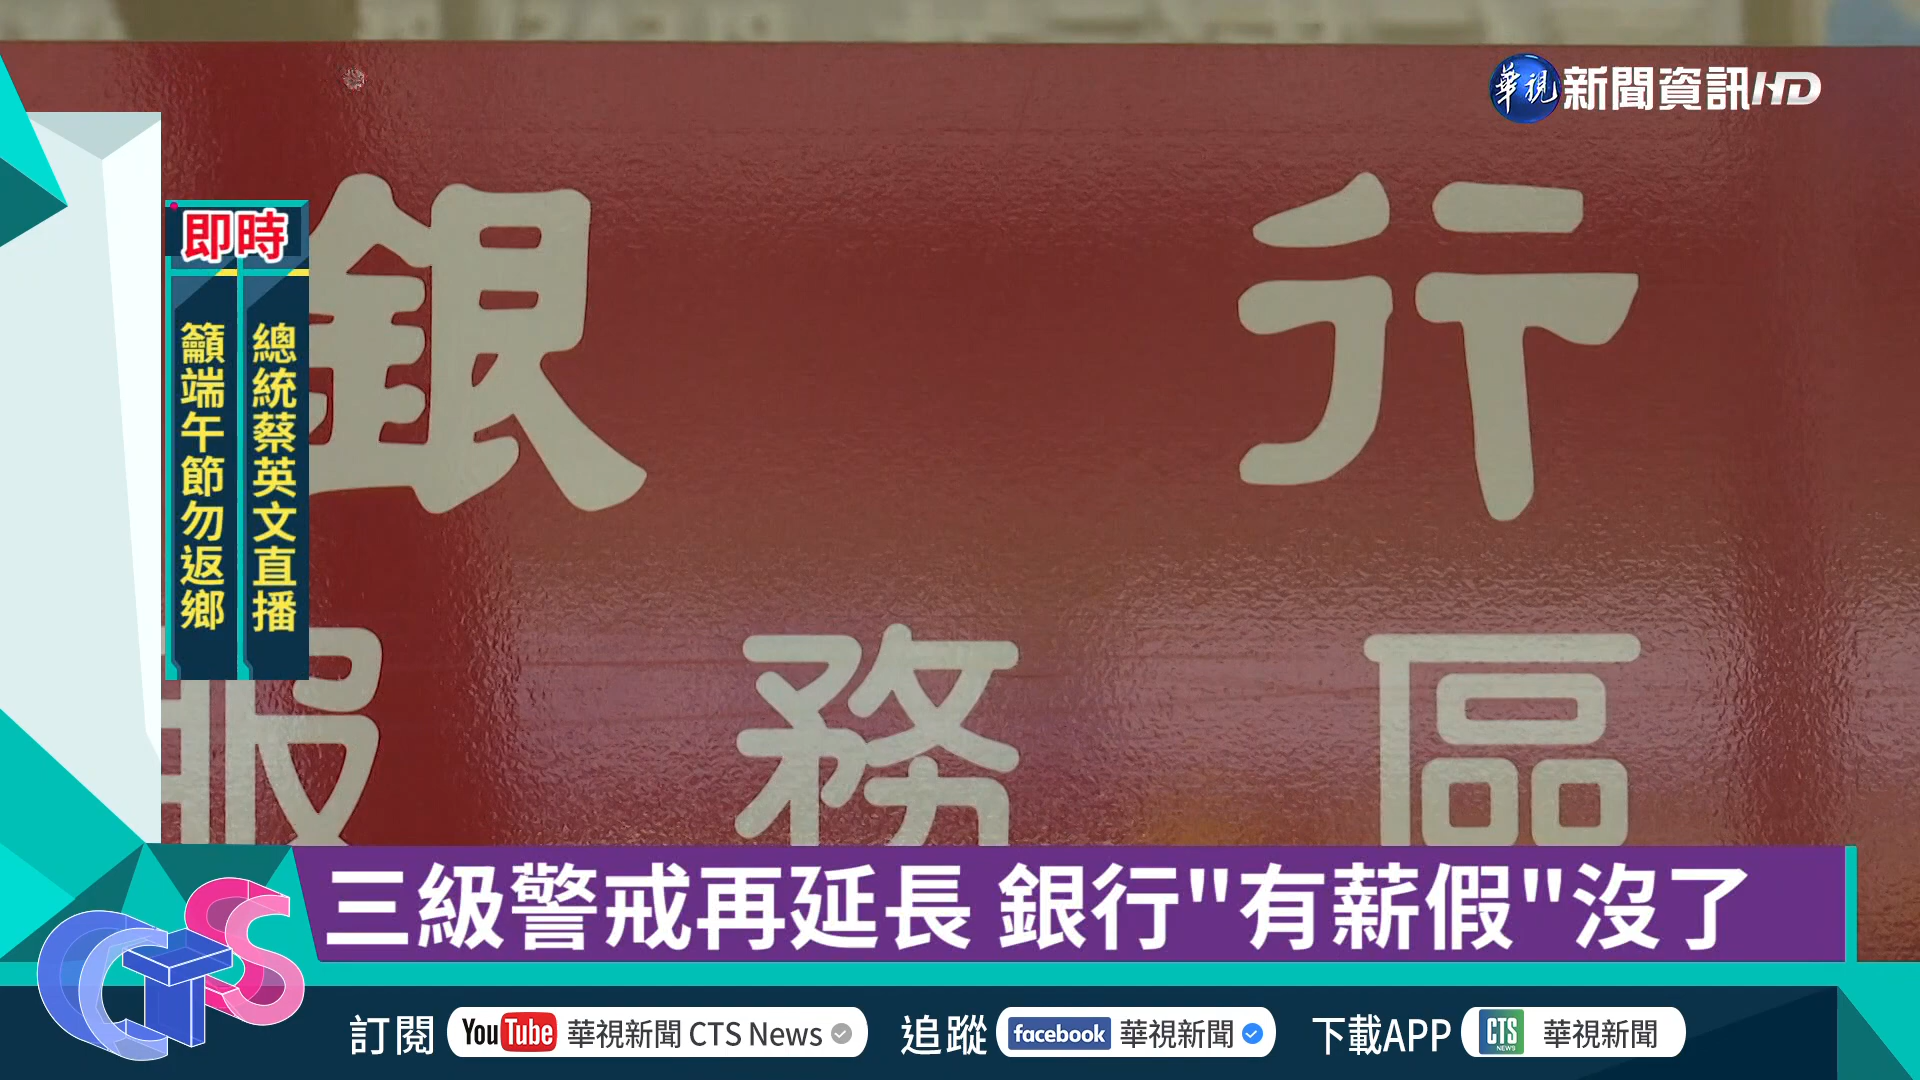 華視新聞資訊HD
即時
總統蔡英文直播
籲端午節勿返鄉
銀行
服務區
三級警戒再延長 銀行"有薪假"沒了
CTS
訂閱 YouTube 華視新聞 CTS News 追蹤 facebook 華視新聞 下載APP CTS NEWS 華視新聞